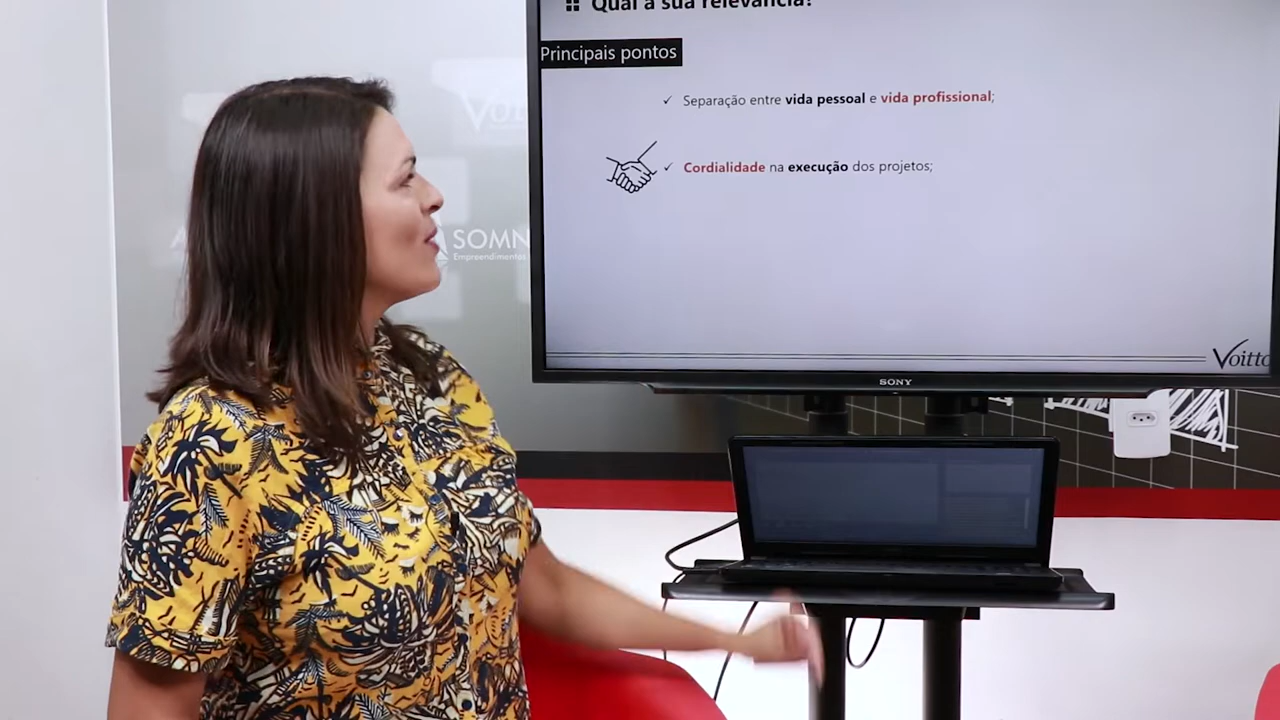 Qual a sua relevância?
Principais pontos
✓ Separação entre vida pessoal e vida profissional;
✓ Cordialidade na execução dos projetos;
Voitto
SONY
SOMN
Empreendimentos